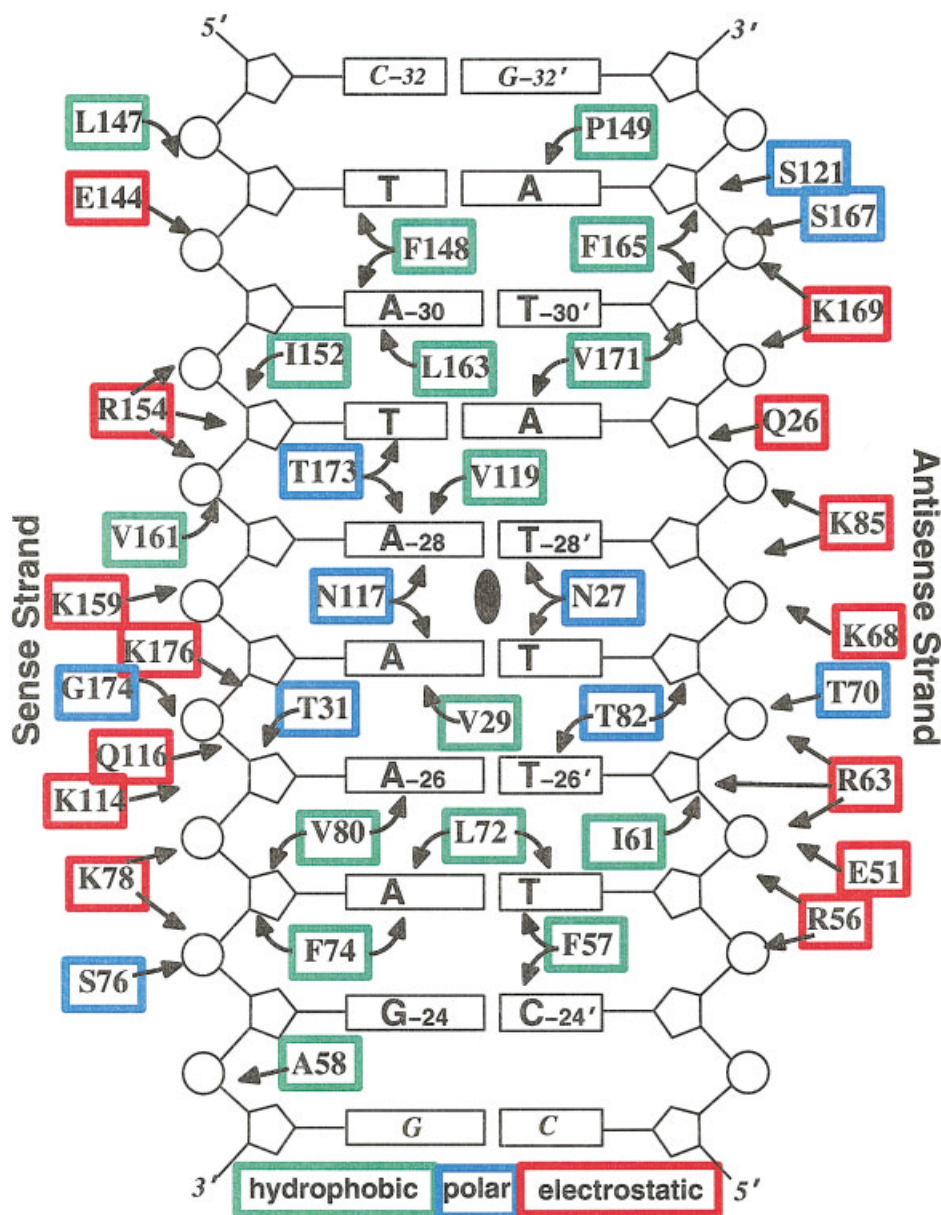 5' 3'
C-32 G-32'
L147 P149
T A S121
E144 S167
F148 F165
A-30 T-30' K169
I152 L163 V171
R154 T A Q26
T173 V119
V161 A-28 T-28' K85
Sense Strand
Antisense Strand
K159 N117 N27
K176 A T K68
G174 T31 V29 T82 T70
Q116 A-26 T-26' R63
K114
V80 L72 I61
K78 A T E51
R56
F74 F57
S76
G-24 C-24'
A58
G C
3' 5'
hydrophobic polar electrostatic